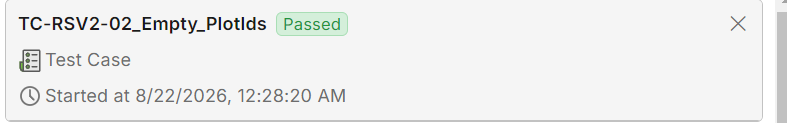 TC-RSV2-02_Empty_PlotIds Passed
Test Case
Started at 8/22/2026, 12:28:20 AM